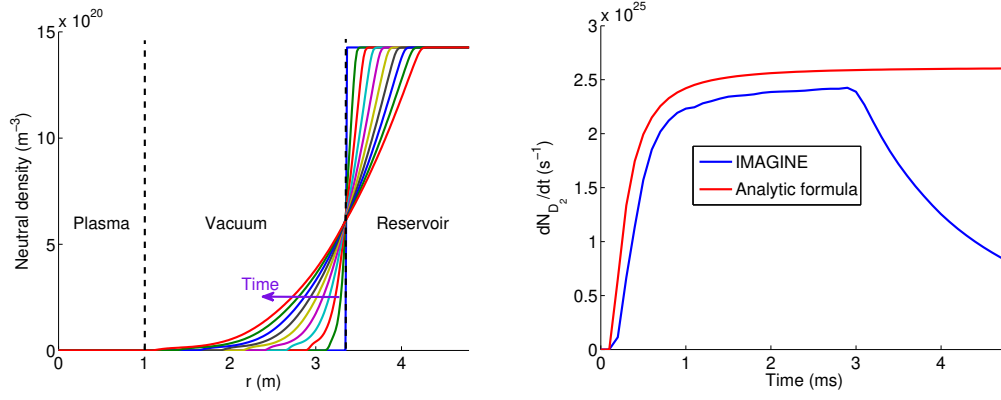 x 10^20
15
10
5
0
Neutral density (m^-3)
Plasma
Vacuum
Reservoir
Time
0
1
2
3
4
r (m)
x 10^25
3
2.5
2
1.5
1
0.5
0
dN_D_2/dt (s^-1)
IMAGINE
Analytic formula
0
1
2
3
4
Time (ms)